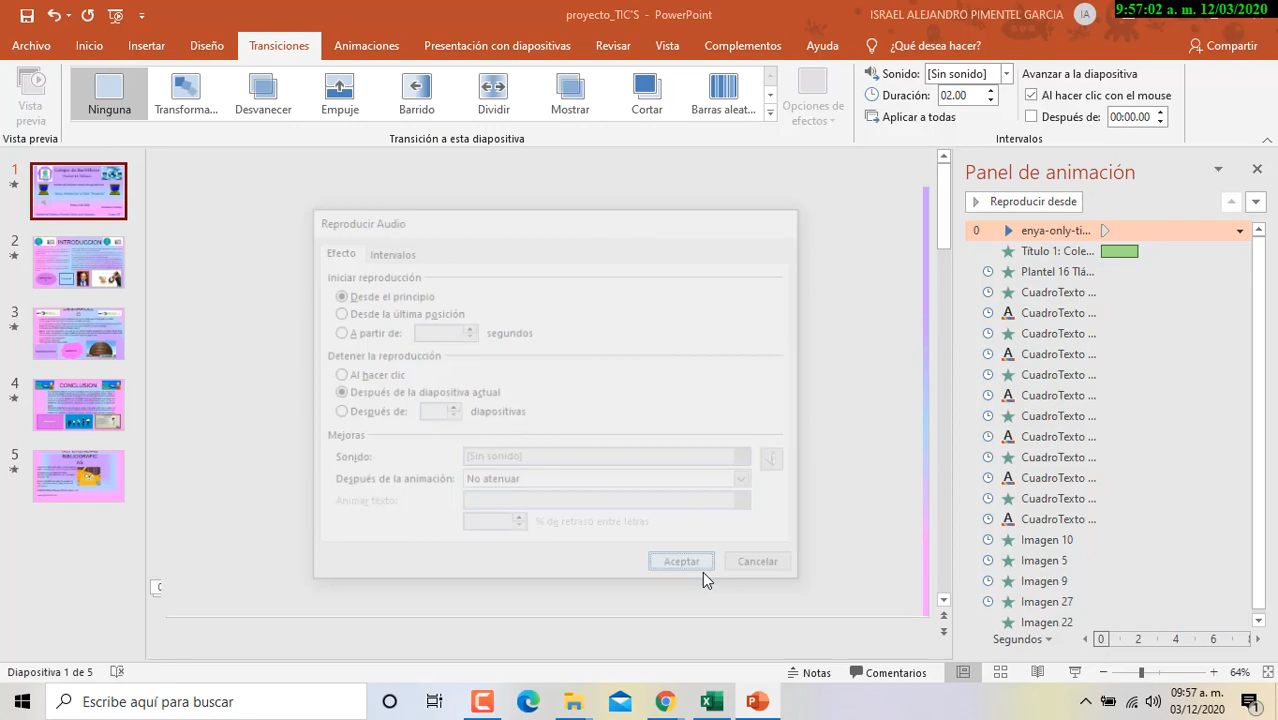 proyecto_TIC'S - PowerPoint
ISRAEL ALEJANDRO PIMENTEL GARCIA
IA
9:57:02 a. m. 12/03/2020
Archivo
Inicio
Insertar
Diseño
Transiciones
Animaciones
Presentación con diapositivas
Revisar
Vista
Complementos
Ayuda
¿Qué desea hacer?
Compartir
Vista previa
Ninguna
Transforma...
Desvanecer
Empuje
Barrido
Dividir
Mostrar
Cortar
Barras aleat...
Opciones de efectos
Sonido: [Sin sonido]
Duración: 02.00
Aplicar a todas
Avanzar a la diapositiva
Al hacer clic con el mouse
Después de: 00:00.00
Vista previa
Transición a esta diapositiva
Intervalos
1
2
INTRODUCCION
3
4
CONCLUSION
5
Reproducir Audio
Efecto
Intervalos
Iniciar reproducción
Desde el principio
Desde la última posición
A partir de:
segundos
Detener la reproducción
Al hacer clic
Después de la diapositiva actual
Después de:
diapositivas
Mejoras
Sonido:
[Sin sonido]
Después de la animación:
No atenuar
Animar texto:
% de retraso entre letras
Aceptar
Cancelar
Panel de animación
Reproducir desde
0 enya-only-ti...
Título 1: Cole...
Plantel 16 Tlá...
CuadroTexto ...
CuadroTexto ...
CuadroTexto ...
CuadroTexto ...
CuadroTexto ...
CuadroTexto ...
CuadroTexto ...
CuadroTexto ...
CuadroTexto ...
CuadroTexto ...
CuadroTexto ...
CuadroTexto ...
Imagen 10
Imagen 5
Imagen 9
Imagen 27
Imagen 22
Segundos
0 2 4 6
Diapositiva 1 de 5
Notas
Comentarios
64%
Escribe aquí para buscar
09:57 a. m.
03/12/2020
1